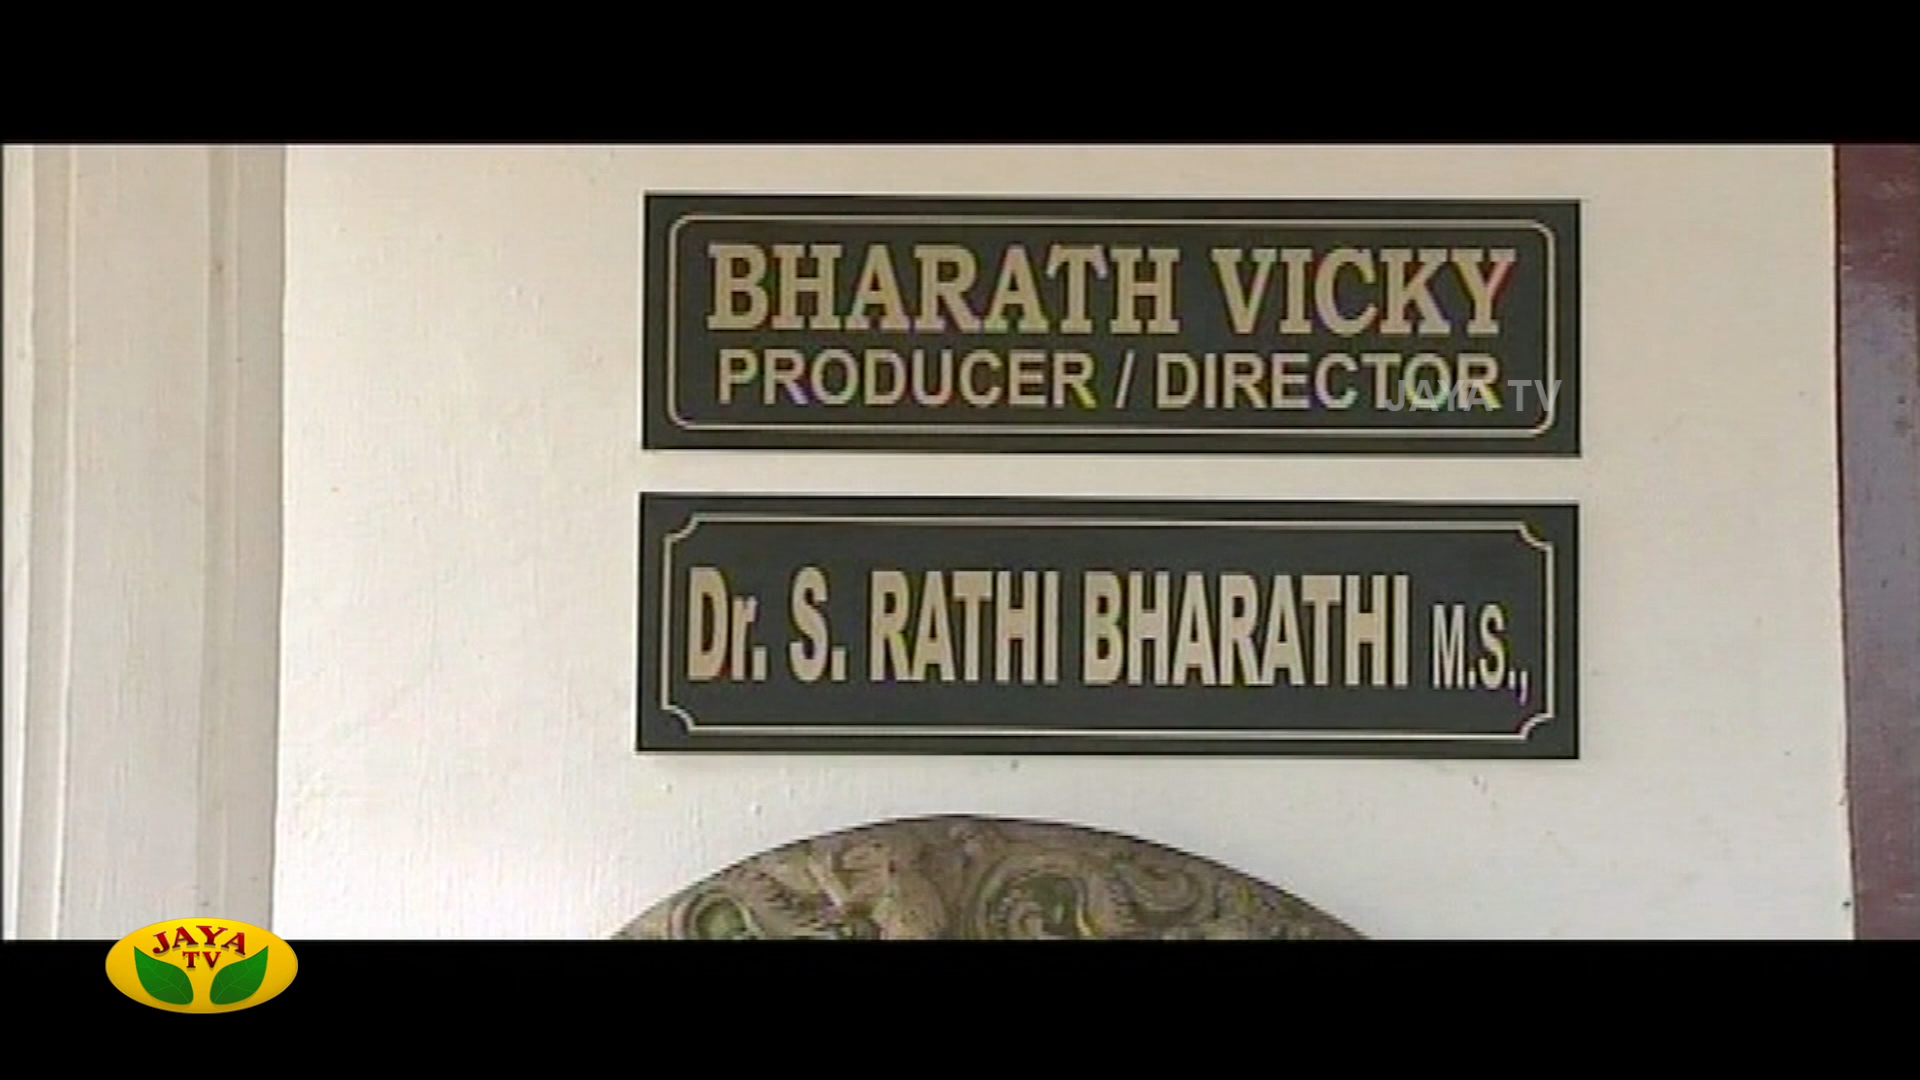 BHARATH VICKY
PRODUCER / DIRECTOR
JAYA TV
Dr. S. RATHI BHARATHI M.S.,
JAYA
TV